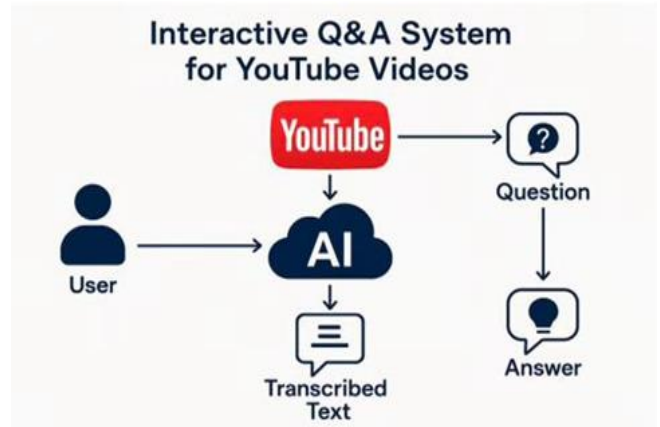 Interactive Q&A System
for YouTube Videos
YouTube
?
Question
User
AI
Transcribed
Text
Answer